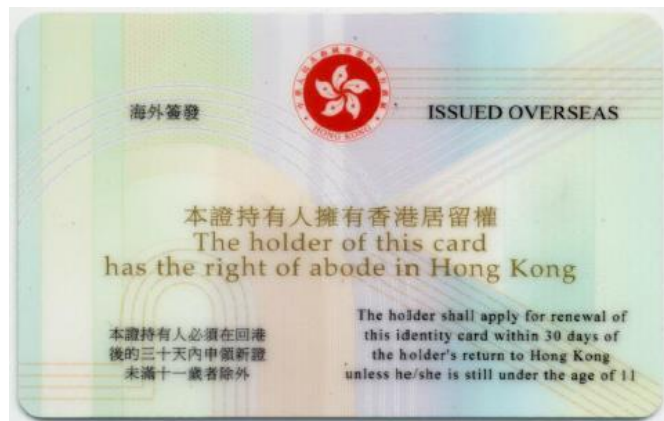 海外簽發
ISSUED OVERSEAS
HONG KONG
本證持有人擁有香港居留權
The holder of this card
has the right of abode in Hong Kong
本證持有人必須在回港
後的三十天內申領新證
未滿十一歲者除外
The holder shall apply for renewal of
this identity card within 30 days of
the holder's return to Hong Kong
unless he/she is still under the age of 11